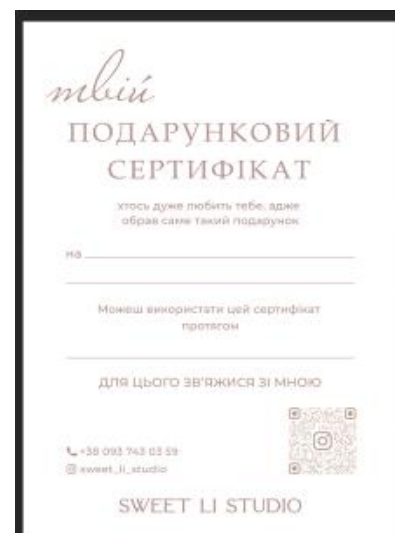 твій
ПОДАРУНКОВИЙ
СЕРТИФІКАТ
хтось дуже любить тебе, адже
обрав саме такий подарунок
на
Можеш використати цей сертифікат
протягом
ДЛЯ ЦЬОГО ЗВ'ЯЖИСЯ ЗІ МНОЮ
+38 093 743 03 59
sweet_li_studio
SWEET LI STUDIO